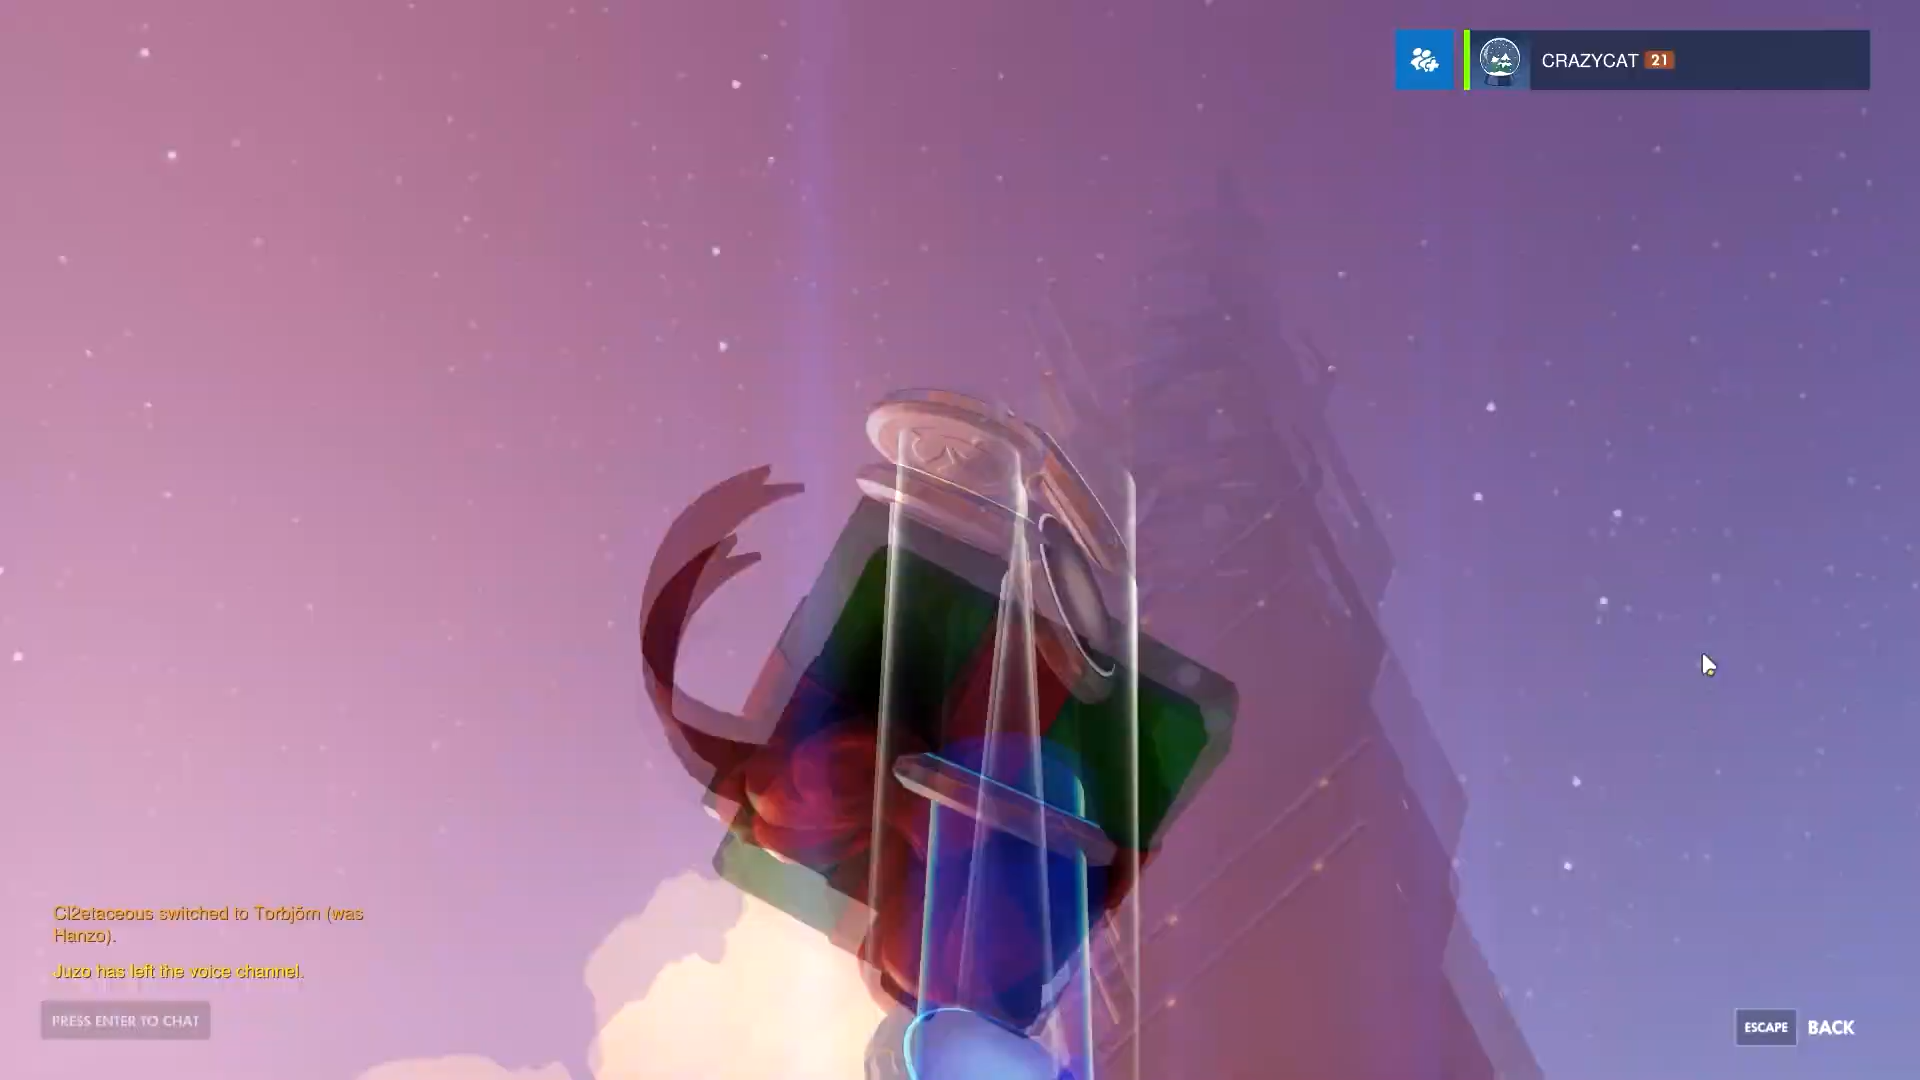 CRAZYCAT 21
Cl2etaceous switched to Torbjörn (was
Hanzo).
Juzo has left the voice channel.
PRESS ENTER TO CHAT
ESCAPE BACK